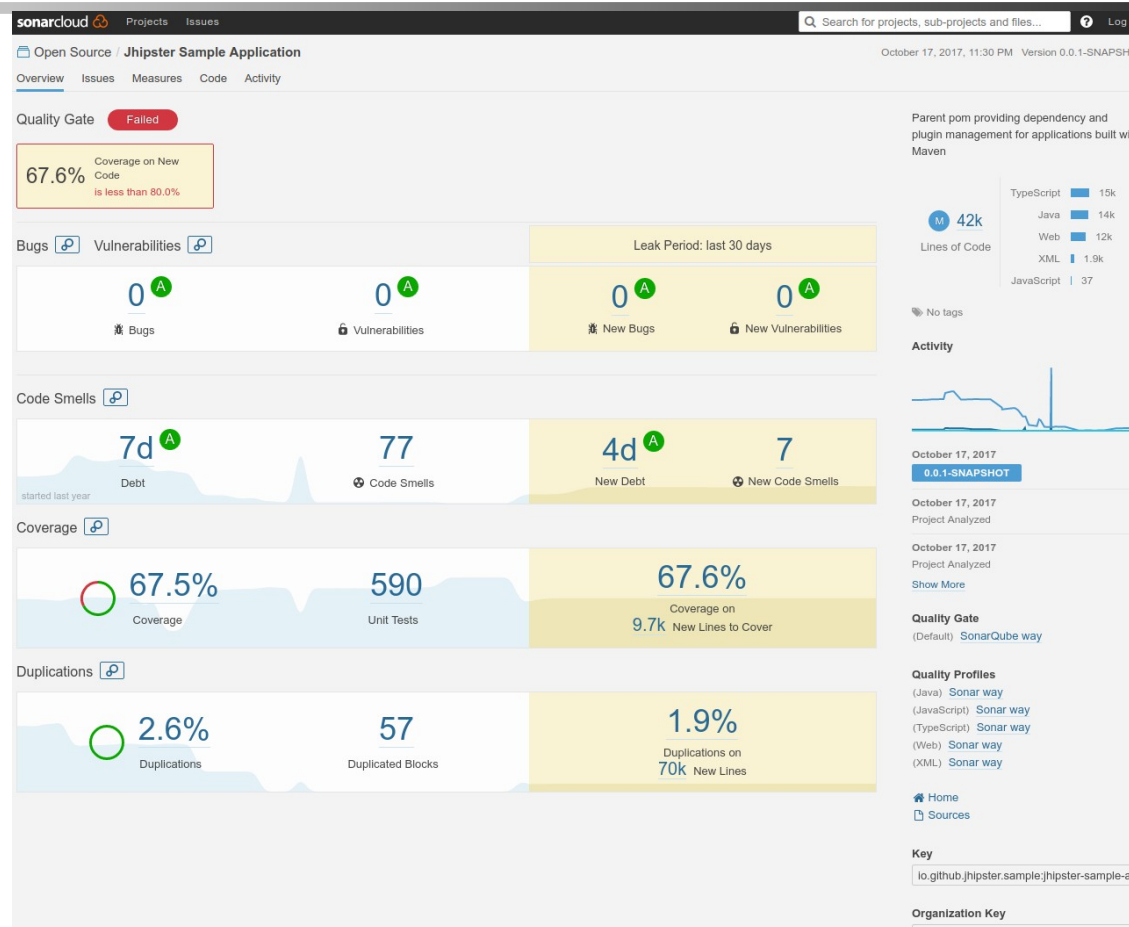 sonarcloud Projects Issues Search for projects, sub-projects and files... ? Log
Open Source / Jhipster Sample Application October 17, 2017, 11:30 PM Version 0.0.1-SNAPSH
Overview Issues Measures Code Activity
Quality Gate Failed
67.6% Coverage on New
Code
is less than 80.0%
Bugs Vulnerabilities Leak Period: last 30 days
0 A 0 A 0 A 0 A
Bugs Vulnerabilities New Bugs New Vulnerabilities
Code Smells
7d A 77 4d A 7
Debt Code Smells New Debt New Code Smells
started last year
Coverage
67.5% 590 67.6%
Coverage Unit Tests Coverage on
9.7k New Lines to Cover
Duplications
2.6% 57 1.9%
Duplications Duplicated Blocks Duplications on
70k New Lines
Parent pom providing dependency and
plugin management for applications built wi
Maven
M 42k
Lines of Code
TypeScript 15k
Java 14k
Web 12k
XML 1.9k
JavaScript 37
No tags
Activity
October 17, 2017
0.0.1-SNAPSHOT
October 17, 2017
Project Analyzed
October 17, 2017
Project Analyzed
Show More
Quality Gate
(Default) SonarQube way
Quality Profiles
(Java) Sonar way
(JavaScript) Sonar way
(TypeScript) Sonar way
(Web) Sonar way
(XML) Sonar way
Home
Sources
Key
io.github.jhipster.sample:jhipster-sample-a
Organization Key